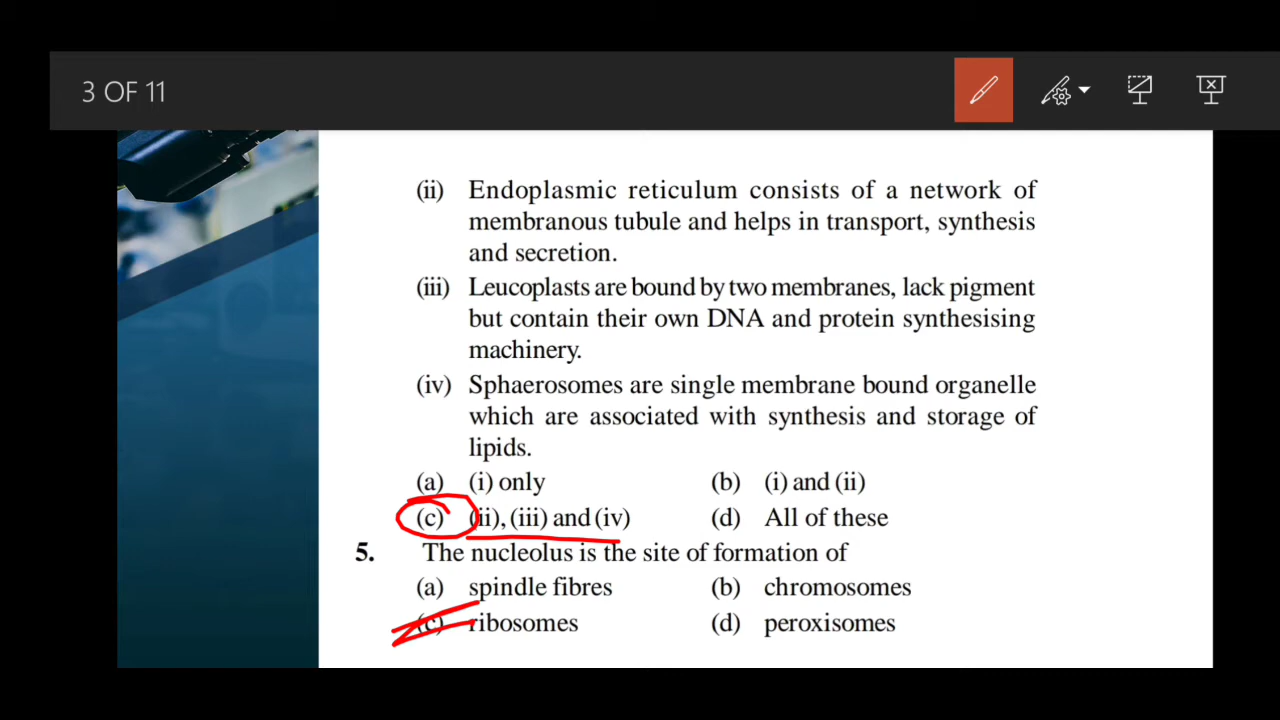 3 OF 11
(ii) Endoplasmic reticulum consists of a network of
membranous tubule and helps in transport, synthesis
and secretion.
(iii) Leucoplasts are bound by two membranes, lack pigment
but contain their own DNA and protein synthesising
machinery.
(iv) Sphaerosomes are single membrane bound organelle
which are associated with synthesis and storage of
lipids.
(a) (i) only (b) (i) and (ii)
(c) (ii), (iii) and (iv) (d) All of these
5. The nucleolus is the site of formation of
(a) spindle fibres (b) chromosomes
(c) ribosomes (d) peroxisomes